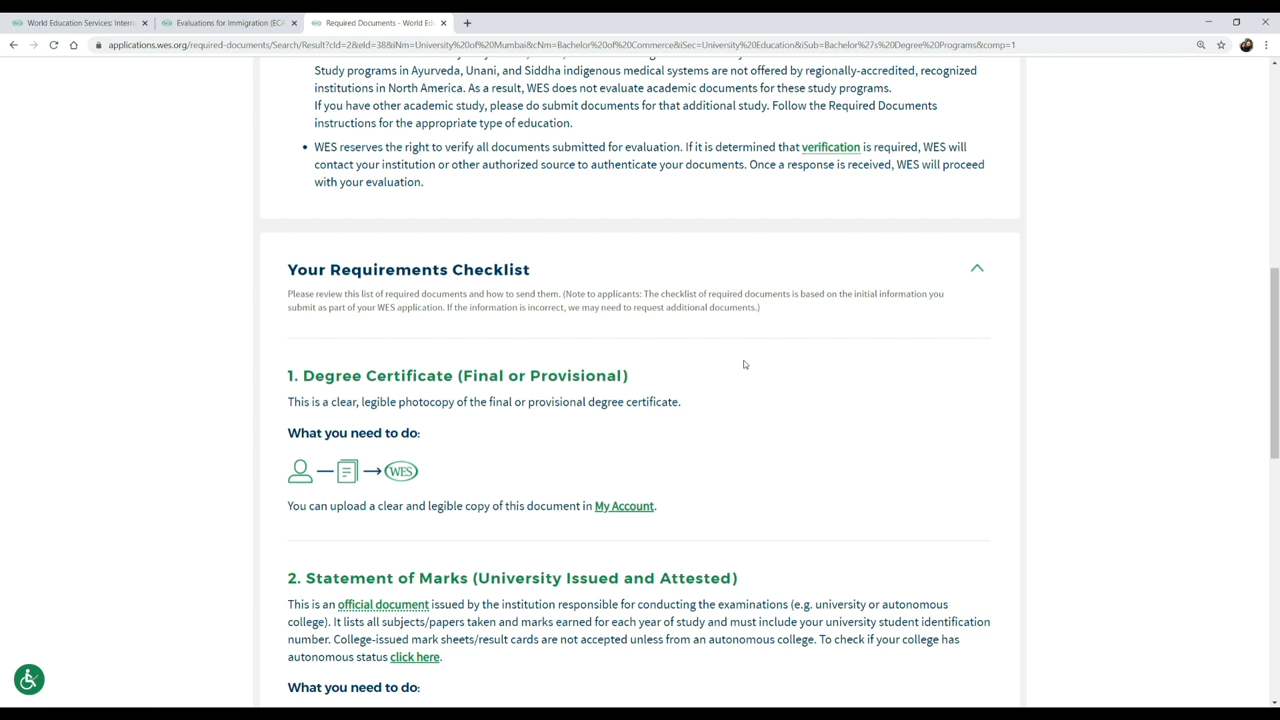 World Education Services: Intern
Evaluations for Immigration (ECA
Required Documents - World Ed
applications.wes.org/required-documents/Search/Result?cId=2&eId=38&iNm=University%20of%20Mumbai&cNm=Bachelor%20of%20Commerce&iSec=University%20Education&iSub=Bachelor%27s%20Degree%20Programs&comp=1
Study programs in Ayurveda, Unani, and Siddha indigenous medical systems are not offered by regionally-accredited, recognized
institutions in North America. As a result, WES does not evaluate academic documents for these study programs.
If you have other academic study, please do submit documents for that additional study. Follow the Required Documents
instructions for the appropriate type of education.
• WES reserves the right to verify all documents submitted for evaluation. If it is determined that verification is required, WES will
contact your institution or other authorized source to authenticate your documents. Once a response is received, WES will proceed
with your evaluation.
Your Requirements Checklist
Please review this list of required documents and how to send them. (Note to applicants: The checklist of required documents is based on the initial information you
submit as part of your WES application. If the information is incorrect, we may need to request additional documents.)
1. Degree Certificate (Final or Provisional)
This is a clear, legible photocopy of the final or provisional degree certificate.
What you need to do:
WES
You can upload a clear and legible copy of this document in My Account.
2. Statement of Marks (University Issued and Attested)
This is an official document issued by the institution responsible for conducting the examinations (e.g. university or autonomous
college). It lists all subjects/papers taken and marks earned for each year of study and must include your university student identification
number. College-issued mark sheets/result cards are not accepted unless from an autonomous college. To check if your college has
autonomous status click here.
What you need to do: